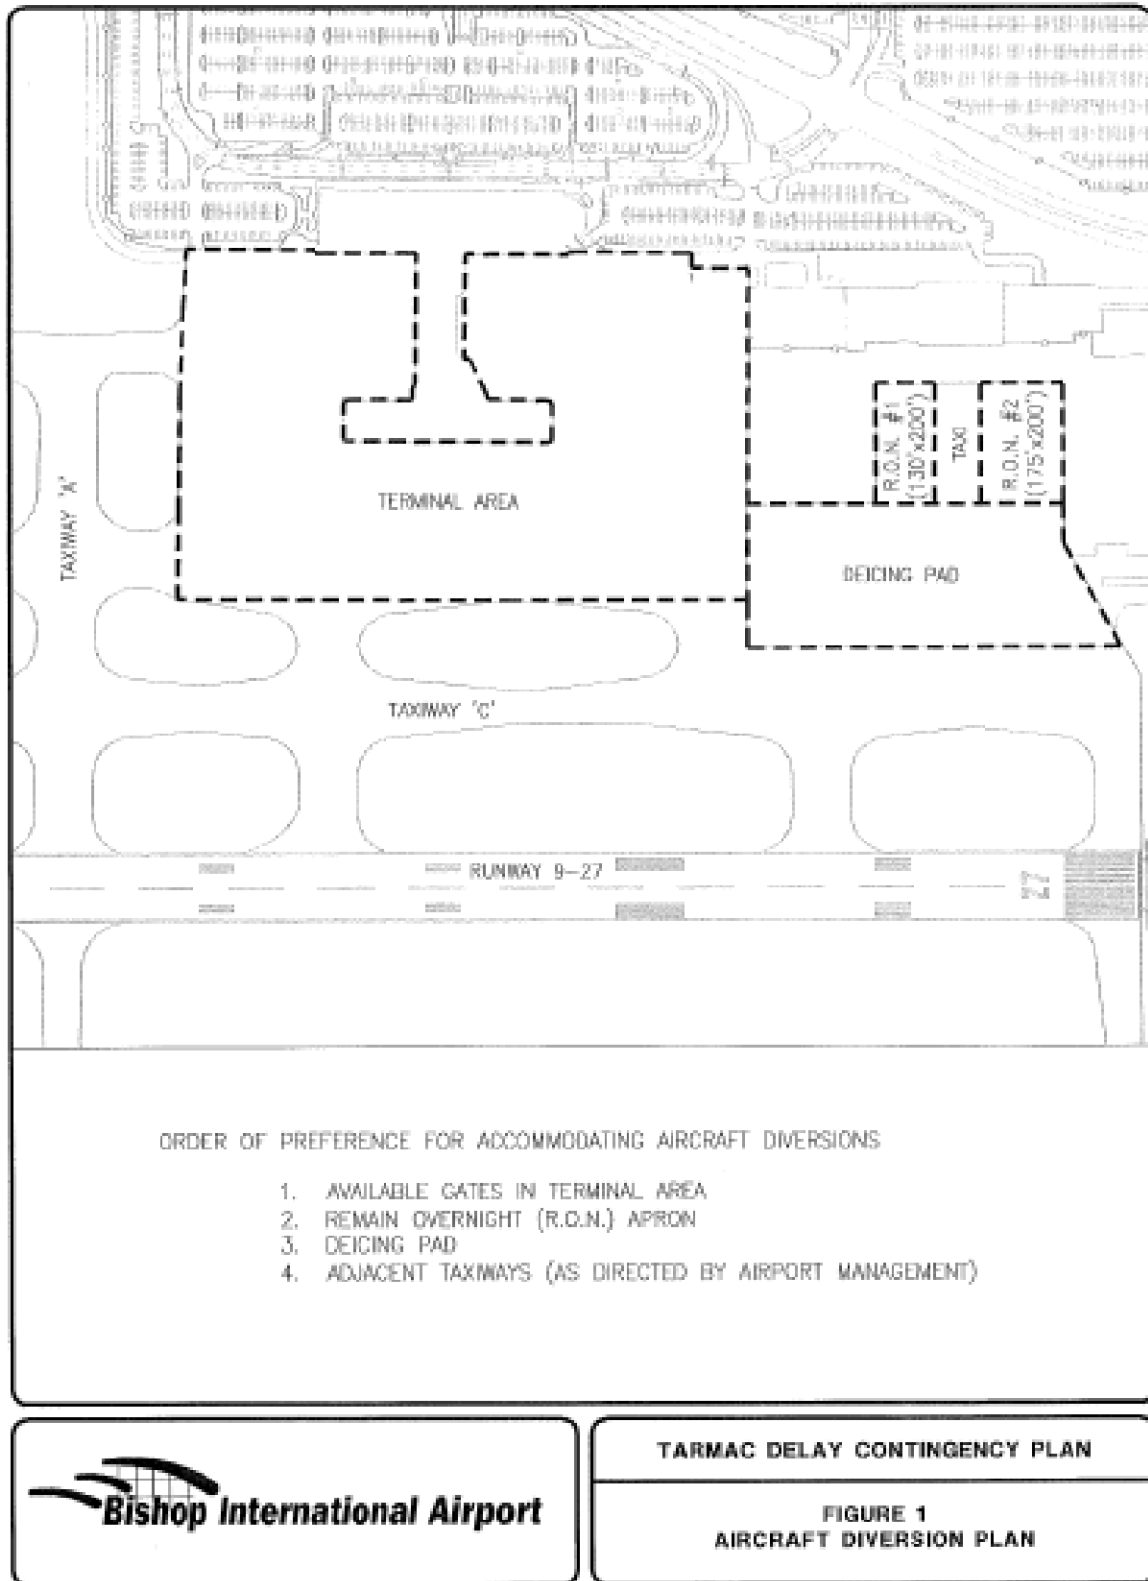 R.O.N. #1
(130'x200')
TAXI
R.O.N. #2
(175'x200')
TERMINAL AREA
TAXIWAY 'A'
DEICING PAD
TAXIWAY 'C'
RUNWAY 9-27
27
ORDER OF PREFERENCE FOR ACCOMMODATING AIRCRAFT DIVERSIONS
1. AVAILABLE GATES IN TERMINAL AREA
2. REMAIN OVERNIGHT (R.O.N.) APRON
3. DEICING PAD
4. ADJACENT TAXIWAYS (AS DIRECTED BY AIRPORT MANAGEMENT)
Bishop International Airport
TARMAC DELAY CONTINGENCY PLAN
FIGURE 1
AIRCRAFT DIVERSION PLAN